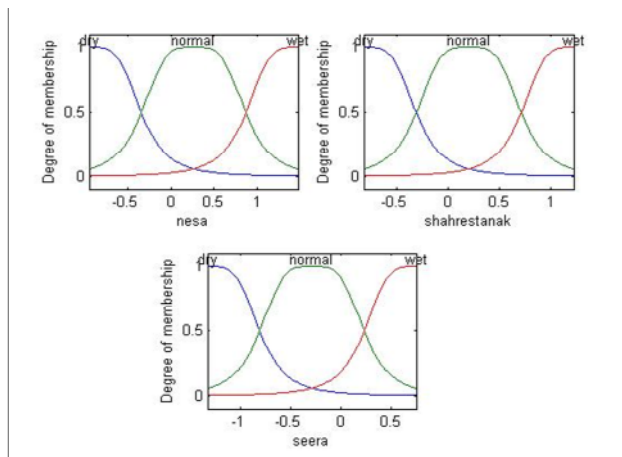 dry normal wet
Degree of membership
1
0.5
0
-0.5 0 0.5 1
nesa
dry normal wet
Degree of membership
1
0.5
0
-0.5 0 0.5 1
shahrestanak
dry normal wet
Degree of membership
1
0.5
0
-1 -0.5 0 0.5
seera